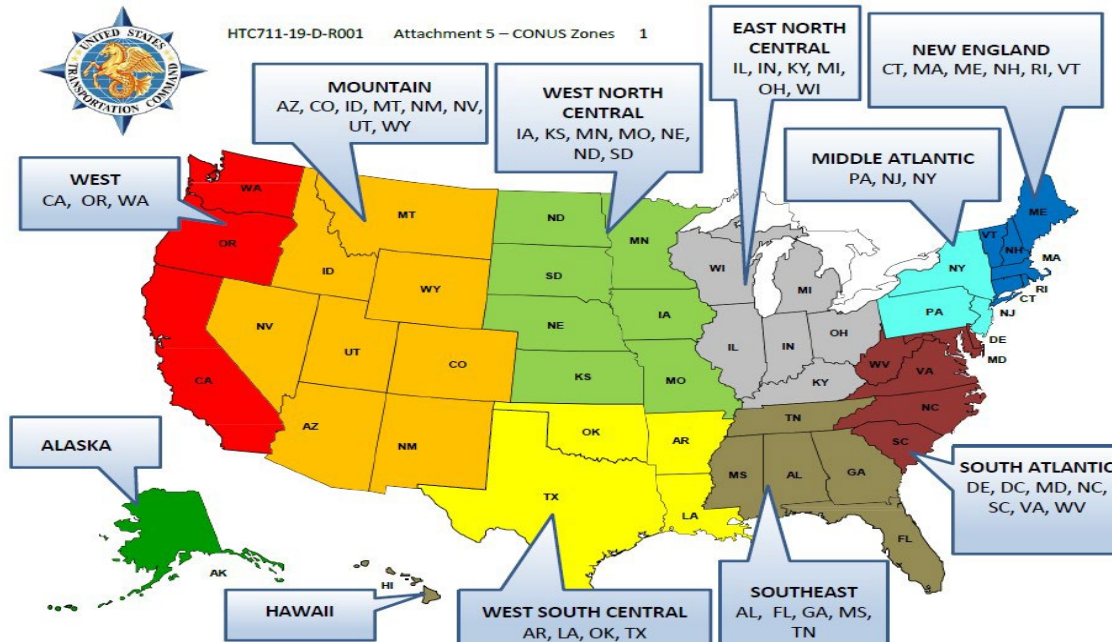 HTC711-19-D-R001 Attachment 5 – CONUS Zones 1
UNITED STATES
TRANSPORTATION COMMAND
MOUNTAIN
AZ, CO, ID, MT, NM, NV,
UT, WY
WEST NORTH
CENTRAL
IA, KS, MN, MO, NE,
ND, SD
EAST NORTH
CENTRAL
IL, IN, KY, MI,
OH, WI
NEW ENGLAND
CT, MA, ME, NH, RI, VT
MIDDLE ATLANTIC
PA, NJ, NY
WEST
CA, OR, WA
WA
OR
CA
MT
ID
WY
NV
UT
CO
AZ
NM
ND
SD
NE
KS
MN
IA
MO
WI
MI
IL
IN
OH
KY
ME
VT
NH
MA
RI
CT
NY
NJ
PA
DE
MD
WV
VA
NC
SC
TN
MS
AL
GA
FL
OK
AR
TX
LA
ALASKA
AK
HI
HAWAII
WEST SOUTH CENTRAL
AR, LA, OK, TX
SOUTHEAST
AL, FL, GA, MS,
TN
SOUTH ATLANTIC
DE, DC, MD, NC,
SC, VA, WV